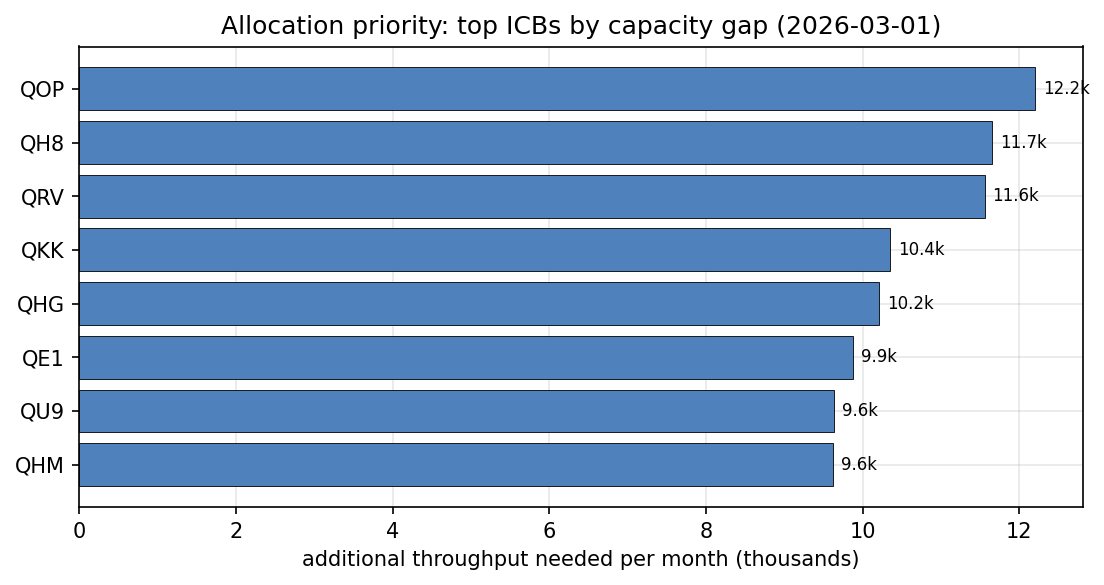 Allocation priority: top ICBs by capacity gap (2026-03-01)
QOP 12.2k
QH8 11.7k
QRV 11.6k
QKK 10.4k
QHG 10.2k
QE1 9.9k
QU9 9.6k
QHM 9.6k
0 2 4 6 8 10 12
additional throughput needed per month (thousands)